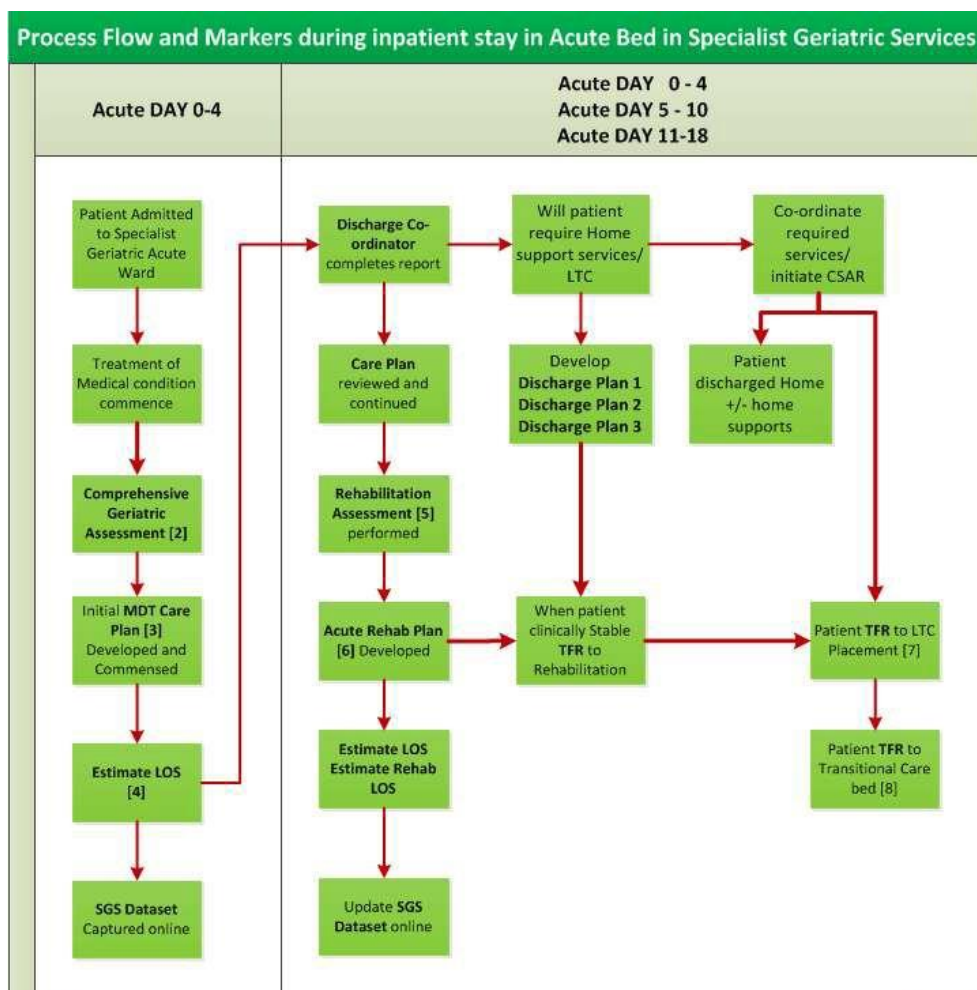 Process Flow and Markers during inpatient stay in Acute Bed in Specialist Geriatric Services
Acute DAY 0-4
Acute DAY 0 - 4
Acute DAY 5 - 10
Acute DAY 11-18
Patient Admitted
to Specialist
Geriatric Acute
Ward
Treatment of
Medical condition
commence
Comprehensive
Geriatric
Assessment [2]
Initial MDT Care
Plan [3]
Developed and
Commensed
Estimate LOS
[4]
SGS Dataset
Captured online
Discharge Co-
ordinator
completes report
Care Plan
reviewed and
continued
Rehabilitation
Assessment [5]
performed
Acute Rehab Plan
[6] Developed
Estimate LOS
Estimate Rehab
LOS
Update SGS
Dataset online
Will patient
require Home
support services/
LTC
Develop
Discharge Plan 1
Discharge Plan 2
Discharge Plan 3
When patient
clinically Stable
TFR to
Rehabilitation
Co-ordinate
required
services/
initiate CSAR
Patient
discharged Home
+/- home
supports
Patient TFR to LTC
Placement [7]
Patient TFR to
Transitional Care
bed [8]